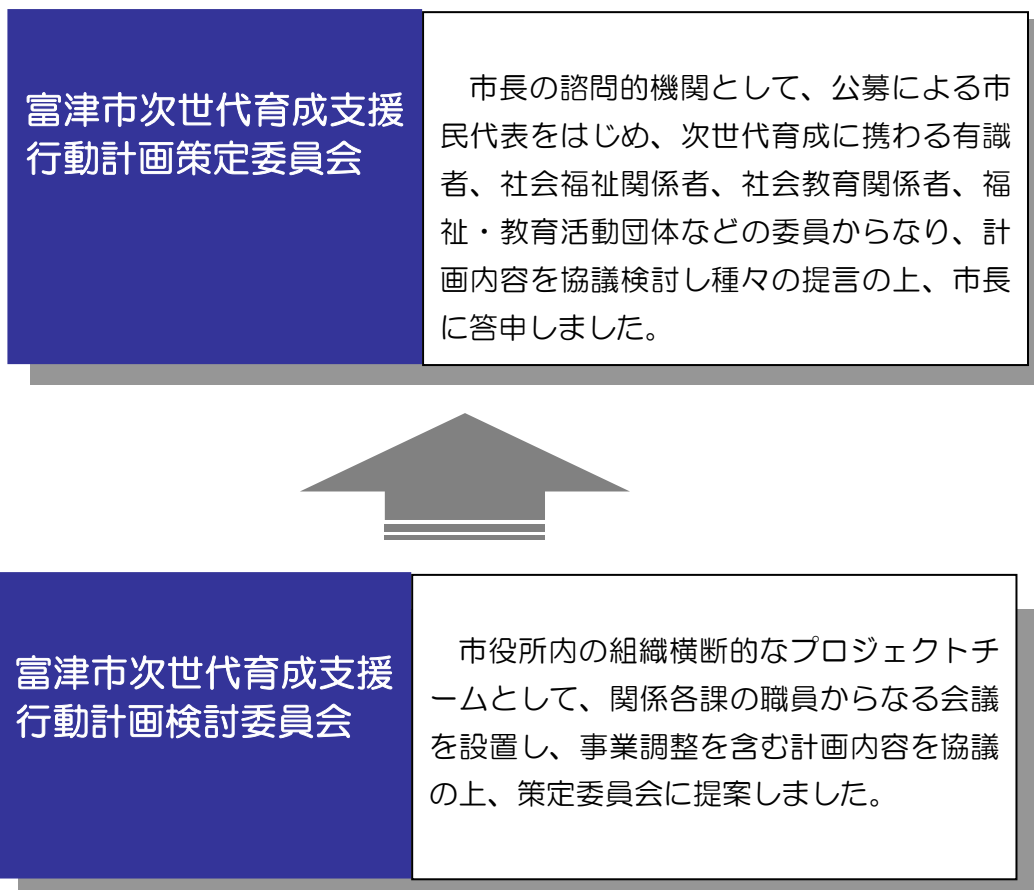 富津市次世代育成支援
行動計画策定委員会
市長の諮問的機関として、公募による市
民代表をはじめ、次世代育成に携わる有識
者、社会福祉関係者、社会教育関係者、福
祉・教育活動団体などの委員からなり、計
画内容を協議検討し種々の提言の上、市長
に答申しました。
富津市次世代育成支援
行動計画検討委員会
市役所内の組織横断的なプロジェクトチ
ームとして、関係各課の職員からなる会議
を設置し、事業調整を含む計画内容を協議
の上、策定委員会に提案しました。